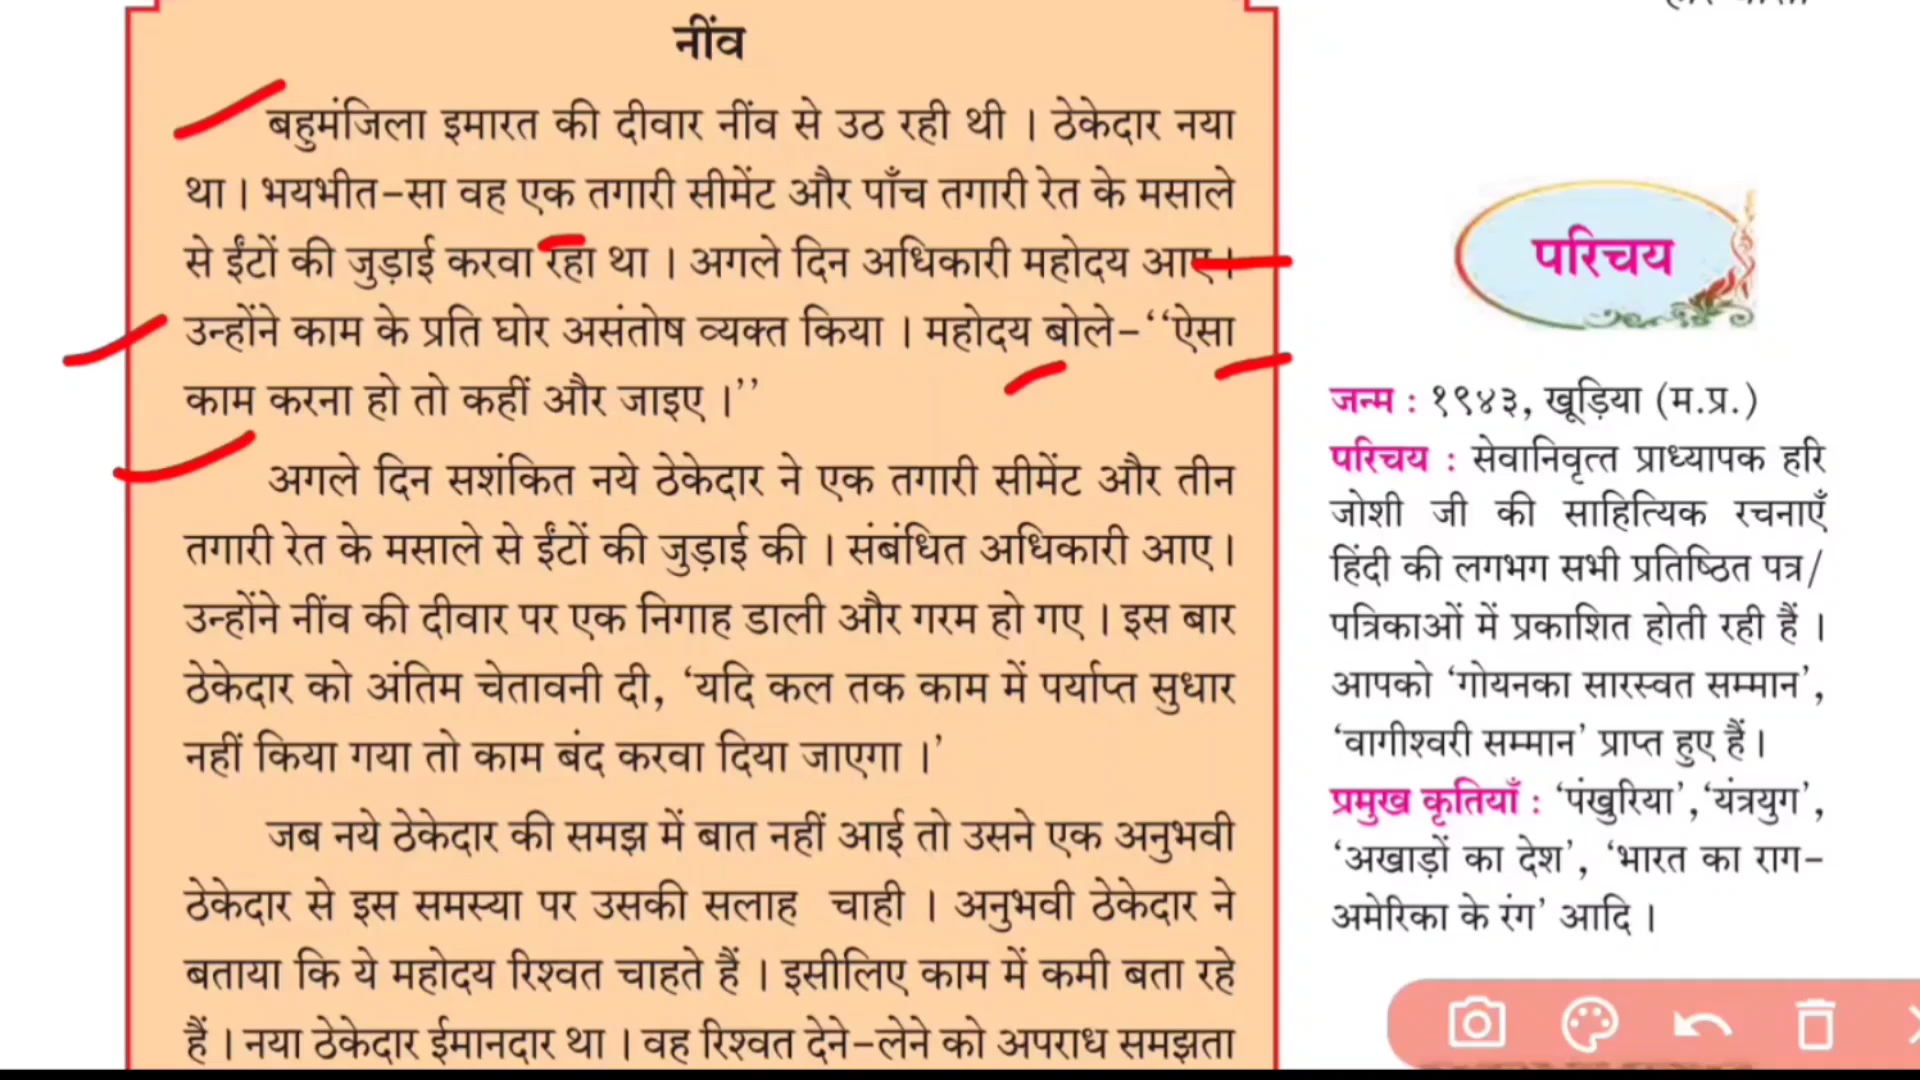 नींव
बहुमंजिला इमारत की दीवार नींव से उठ रही थी । ठेकेदार नया
था । भयभीत-सा वह एक तगारी सीमेंट और पाँच तगारी रेत के मसाले
से ईंटों की जुड़ाई करवा रहा था । अगले दिन अधिकारी महोदय आए ।
उन्होंने काम के प्रति घोर असंतोष व्यक्त किया । महोदय बोले-‘‘ऐसा
काम करना हो तो कहीं और जाइए ।’’
अगले दिन सशंकित नये ठेकेदार ने एक तगारी सीमेंट और तीन
तगारी रेत के मसाले से ईंटों की जुड़ाई की । संबंधित अधिकारी आए ।
उन्होंने नींव की दीवार पर एक निगाह डाली और गरम हो गए । इस बार
ठेकेदार को अंतिम चेतावनी दी, ‘यदि कल तक काम में पर्याप्त सुधार
नहीं किया गया तो काम बंद करवा दिया जाएगा ।’
जब नये ठेकेदार की समझ में बात नहीं आई तो उसने एक अनुभवी
ठेकेदार से इस समस्या पर उसकी सलाह चाही । अनुभवी ठेकेदार ने
बताया कि ये महोदय रिश्वत चाहते हैं । इसीलिए काम में कमी बता रहे
हैं । नया ठेकेदार ईमानदार था । वह रिश्वत देने-लेने को अपराध समझता
परिचय
जन्म : १९४३, खूड़िया (म.प्र.)
परिचय : सेवानिवृत्त प्राध्यापक हरि
जोशी जी की साहित्यिक रचनाएँ
हिंदी की लगभग सभी प्रतिष्ठित पत्र/
पत्रिकाओं में प्रकाशित होती रही हैं ।
आपको ‘गोयनका सारस्वत सम्मान’,
‘वागीश्वरी सम्मान’ प्राप्त हुए हैं ।
प्रमुख कृतियाँ : ‘पंखुरिया’,‘यंत्रयुग’,
‘अखाड़ों का देश’, ‘भारत का राग-
अमेरिका के रंग’ आदि ।